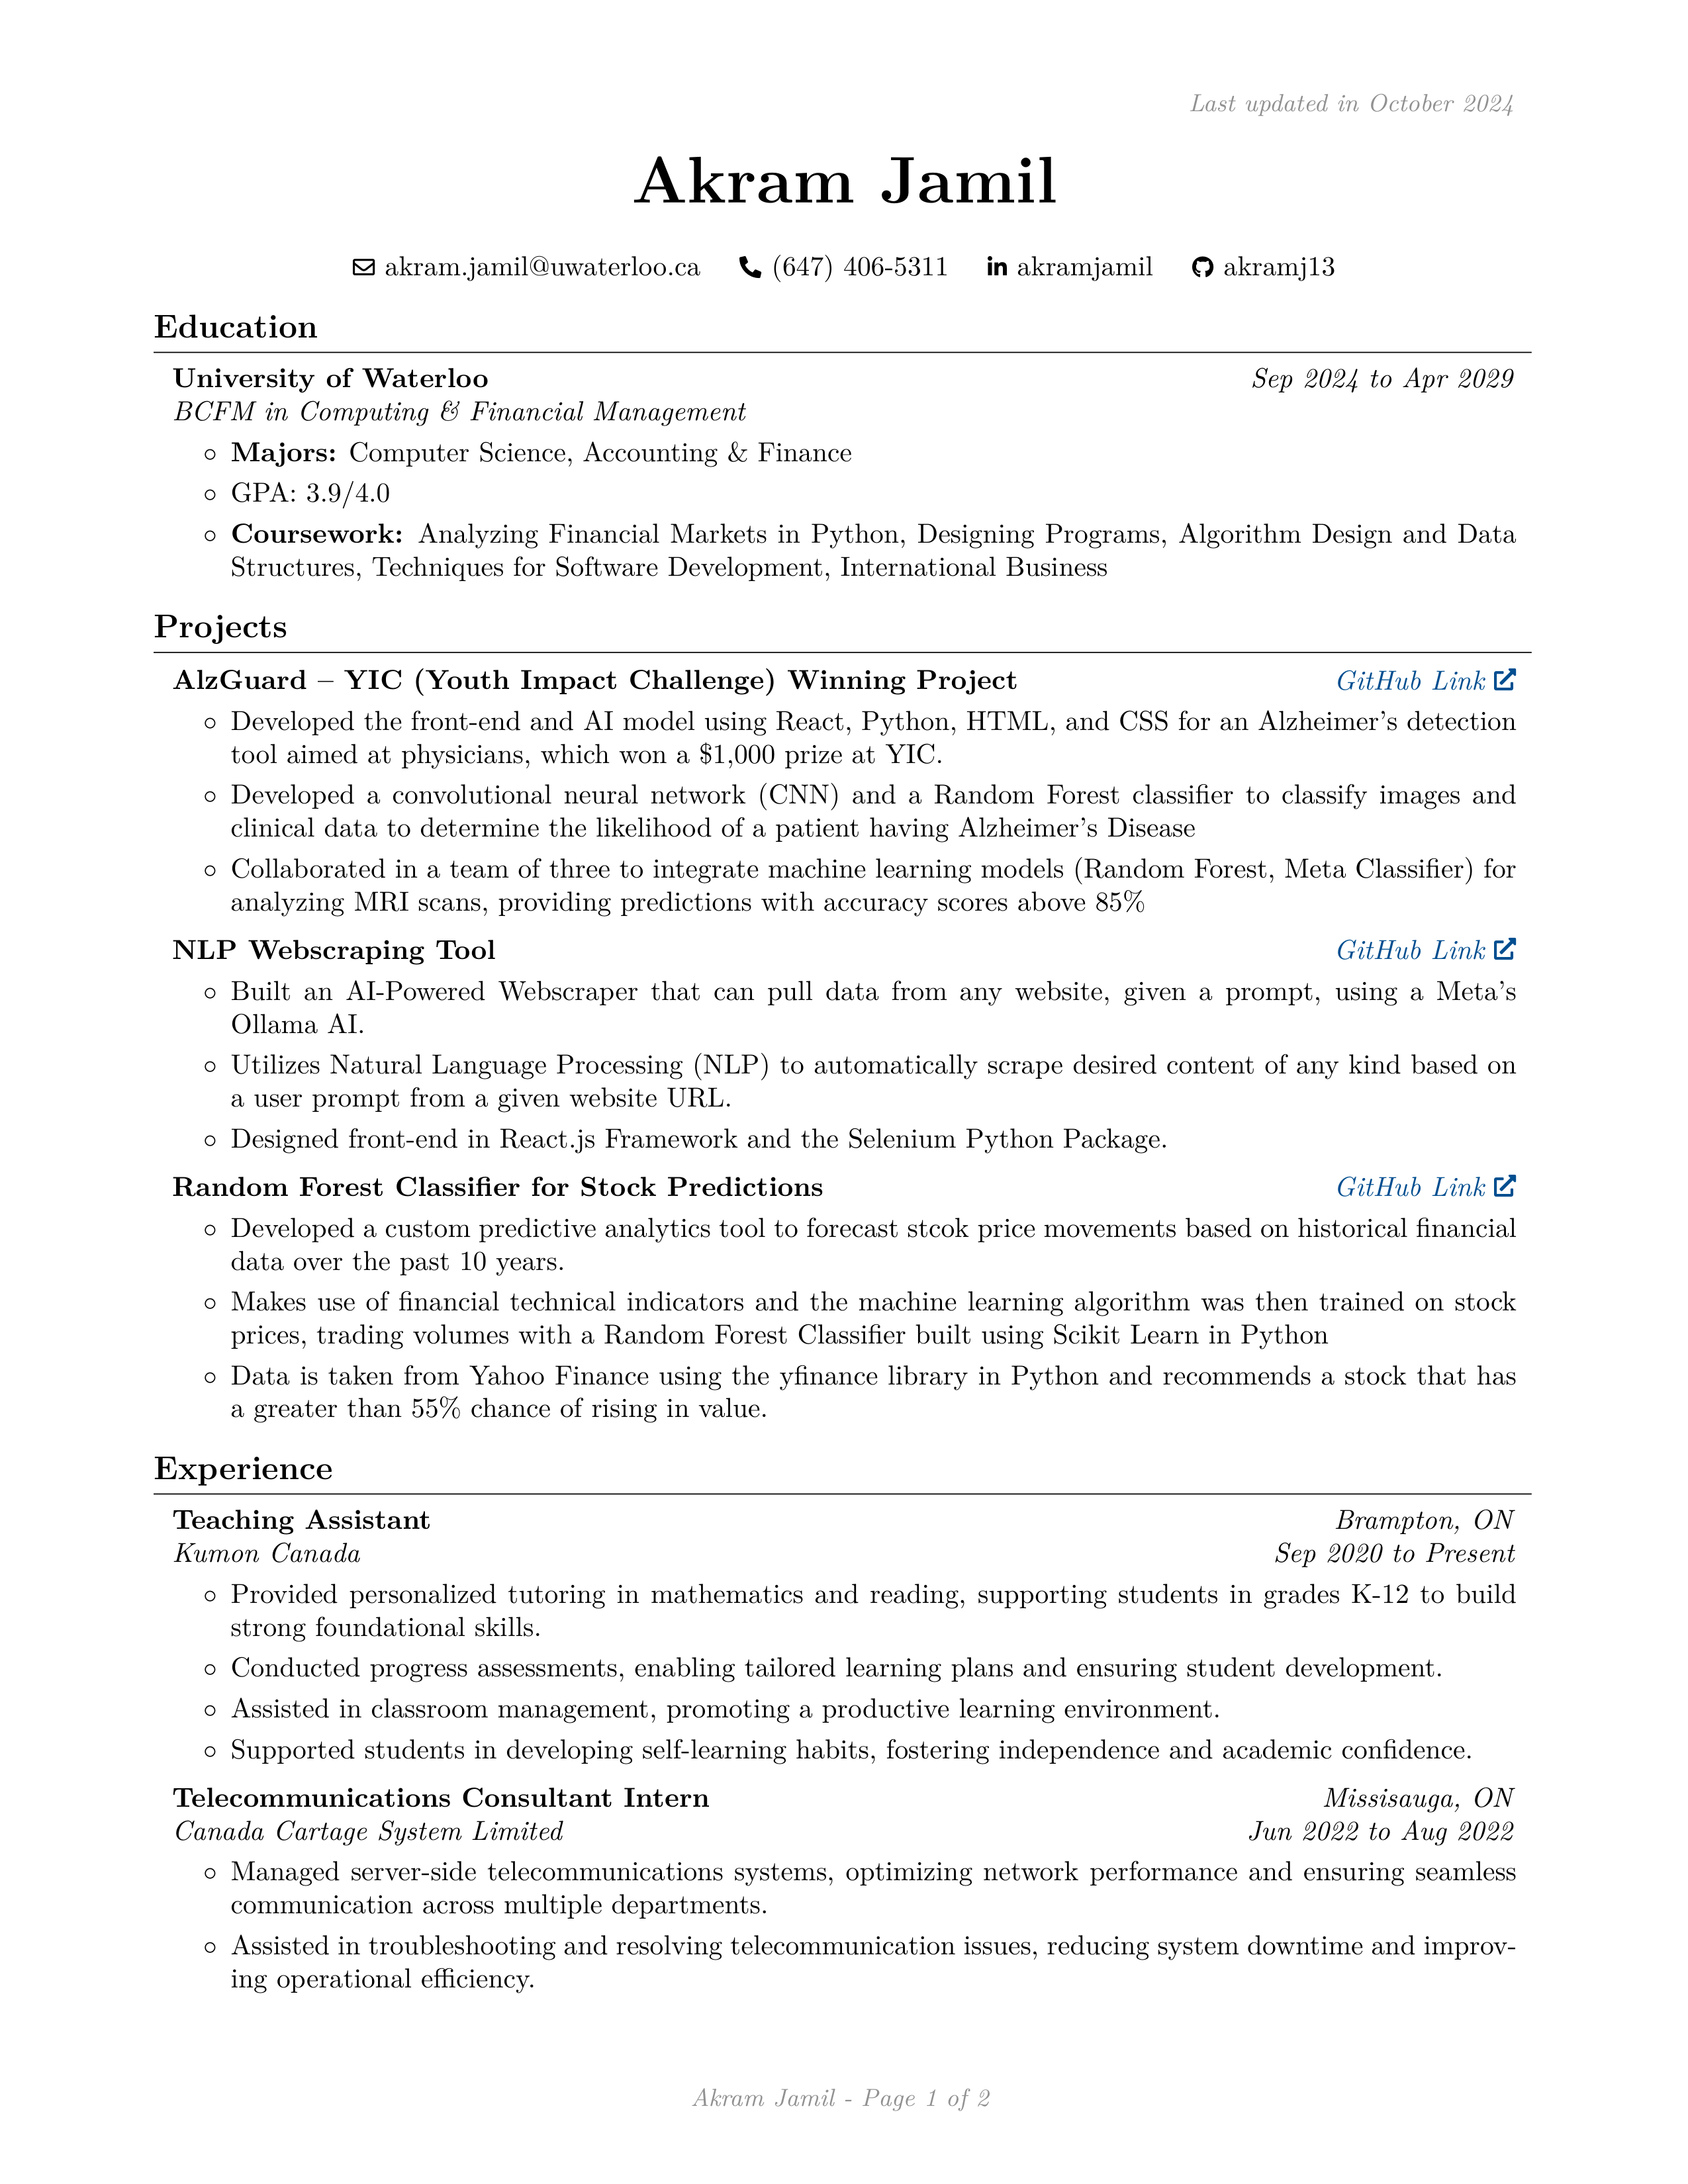 Last updated in October 2024
Akram Jamil
akram.jamil@uwaterloo.ca (647) 406-5311 akramjamil akramj13
Education
University of Waterloo Sep 2024 to Apr 2029
BCFM in Computing & Financial Management
Majors: Computer Science, Accounting & Finance
GPA: 3.9/4.0
Coursework: Analyzing Financial Markets in Python, Designing Programs, Algorithm Design and Data
Structures, Techniques for Software Development, International Business
Projects
AlzGuard – YIC (Youth Impact Challenge) Winning Project GitHub Link
Developed the front-end and AI model using React, Python, HTML, and CSS for an Alzheimer's detection
tool aimed at physicians, which won a $1,000 prize at YIC.
Developed a convolutional neural network (CNN) and a Random Forest classifier to classify images and
clinical data to determine the likelihood of a patient having Alzheimer's Disease
Collaborated in a team of three to integrate machine learning models (Random Forest, Meta Classifier) for
analyzing MRI scans, providing predictions with accuracy scores above 85%
NLP Webscraping Tool GitHub Link
Built an AI-Powered Webscraper that can pull data from any website, given a prompt, using a Meta's
Ollama AI.
Utilizes Natural Language Processing (NLP) to automatically scrape desired content of any kind based on
a user prompt from a given website URL.
Designed front-end in React.js Framework and the Selenium Python Package.
Random Forest Classifier for Stock Predictions GitHub Link
Developed a custom predictive analytics tool to forecast stcok price movements based on historical financial
data over the past 10 years.
Makes use of financial technical indicators and the machine learning algorithm was then trained on stock
prices, trading volumes with a Random Forest Classifier built using Scikit Learn in Python
Data is taken from Yahoo Finance using the yfinance library in Python and recommends a stock that has
a greater than 55% chance of rising in value.
Experience
Teaching Assistant Brampton, ON
Kumon Canada Sep 2020 to Present
Provided personalized tutoring in mathematics and reading, supporting students in grades K-12 to build
strong foundational skills.
Conducted progress assessments, enabling tailored learning plans and ensuring student development.
Assisted in classroom management, promoting a productive learning environment.
Supported students in developing self-learning habits, fostering independence and academic confidence.
Telecommunications Consultant Intern Missisauga, ON
Canada Cartage System Limited Jun 2022 to Aug 2022
Managed server-side telecommunications systems, optimizing network performance and ensuring seamless
communication across multiple departments.
Assisted in troubleshooting and resolving telecommunication issues, reducing system downtime and improv-
ing operational efficiency.
Akram Jamil - Page 1 of 2